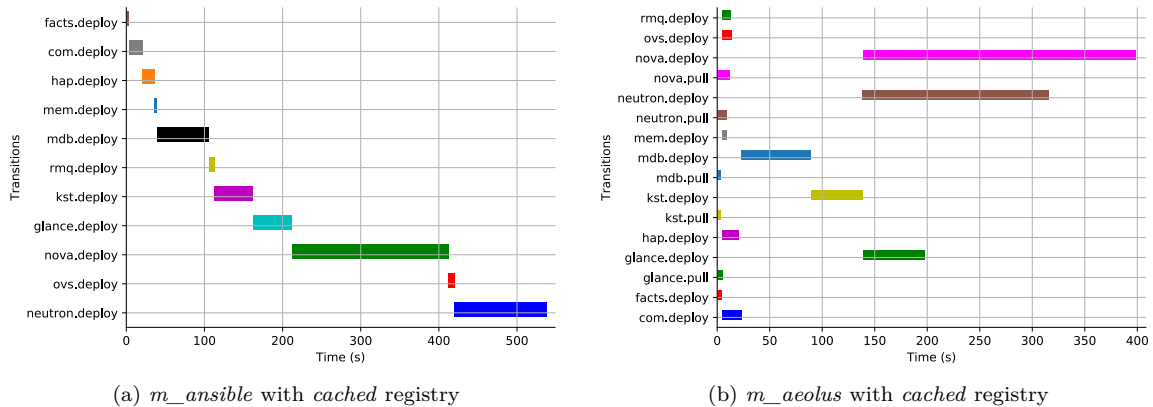 facts.deploy
com.deploy
hap.deploy
mem.deploy
mdb.deploy
rmq.deploy
kst.deploy
glance.deploy
nova.deploy
ovs.deploy
neutron.deploy
Transitions
0 100 200 300 400 500
Time (s)
(a) m_ansible with cached registry
rmq.deploy
ovs.deploy
nova.deploy
nova.pull
neutron.deploy
neutron.pull
mem.deploy
mdb.deploy
mdb.pull
kst.deploy
kst.pull
hap.deploy
glance.deploy
glance.pull
facts.deploy
com.deploy
Transitions
0 50 100 150 200 250 300 350 400
Time (s)
(b) m_aeolus with cached registry